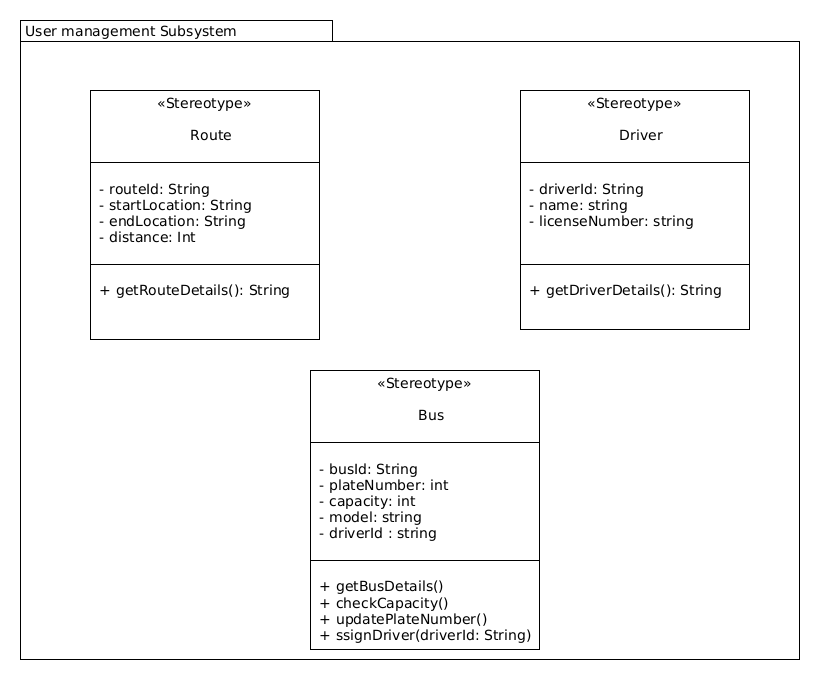 User management Subsystem
«Stereotype»
Route
- routeId: String
- startLocation: String
- endLocation: String
- distance: Int
+ getRouteDetails(): String
«Stereotype»
Driver
- driverId: String
- name: string
- licenseNumber: string
+ getDriverDetails(): String
«Stereotype»
Bus
- busId: String
- plateNumber: int
- capacity: int
- model: string
- driverId : string
+ getBusDetails()
+ checkCapacity()
+ updatePlateNumber()
+ ssignDriver(driverId: String)